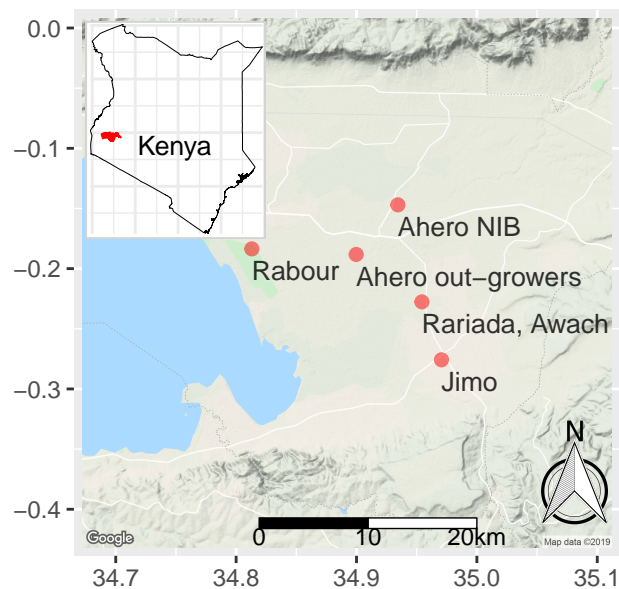 0.0
−0.1
−0.2
−0.3
−0.4
Kenya
Ahero NIB
Rabour
Ahero out−growers
Rariada, Awach
Jimo
N
0 10 20km
Google
Map data ©2019
34.7 34.8 34.9 35.0 35.1